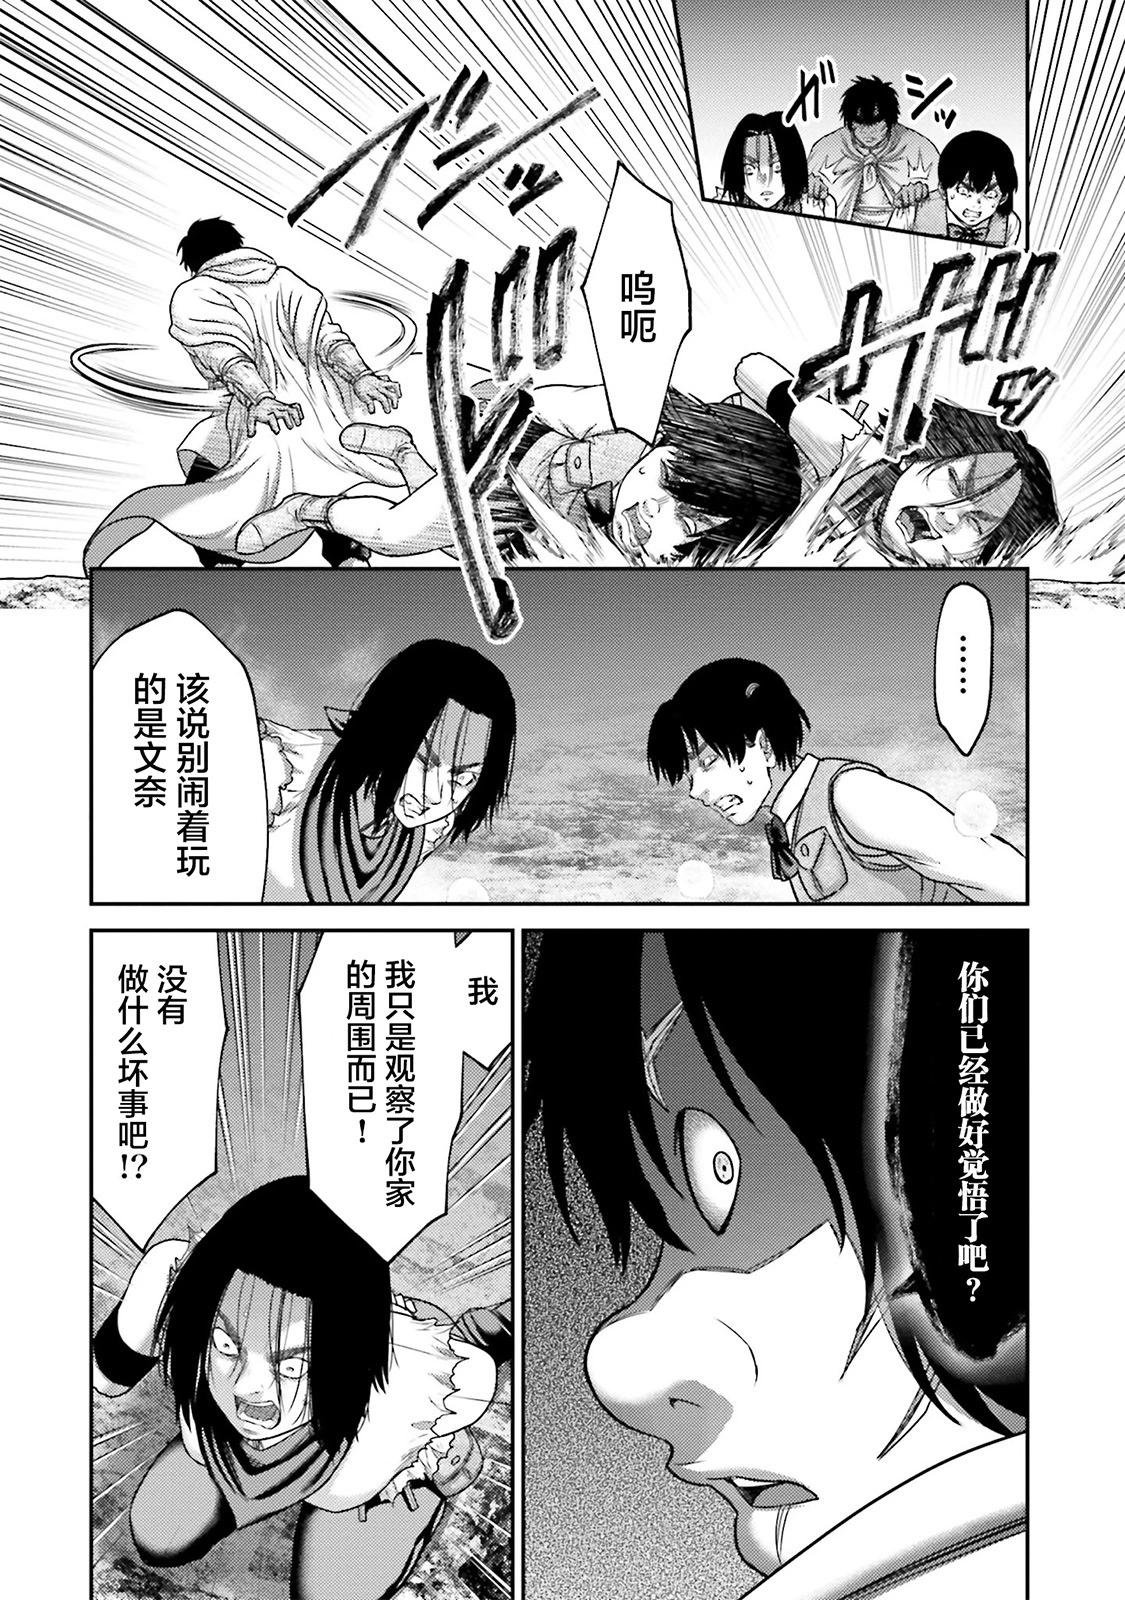 ガシッ
ブンッ
呜
呃
ドザザッ
……
该说别闹着玩
的是文奈
你们已经做好觉悟了吧？
我
我只是观察了你家
的周围而已！
没有
做什么坏事吧!?